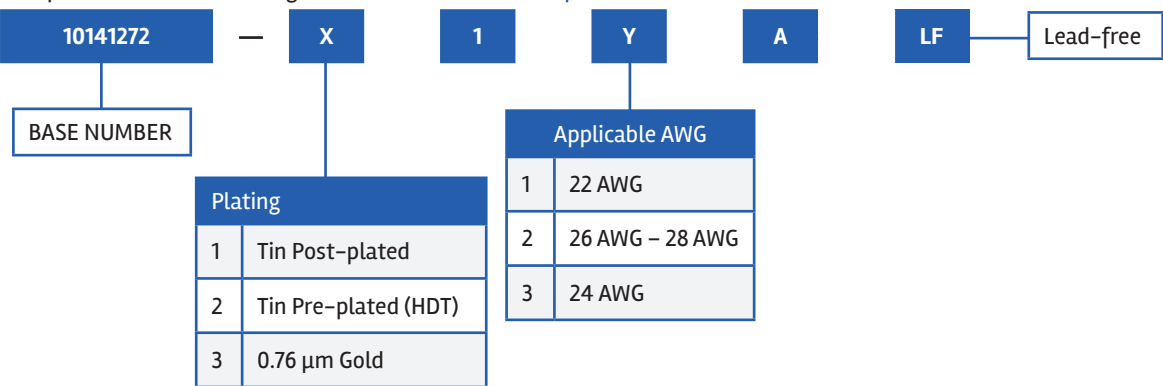 10141272 — X 1 Y A LF Lead-free
BASE NUMBER
Applicable AWG
1 22 AWG
2 26 AWG – 28 AWG
3 24 AWG
Plating
1 Tin Post-plated
2 Tin Pre-plated (HDT)
3 0.76 μm Gold